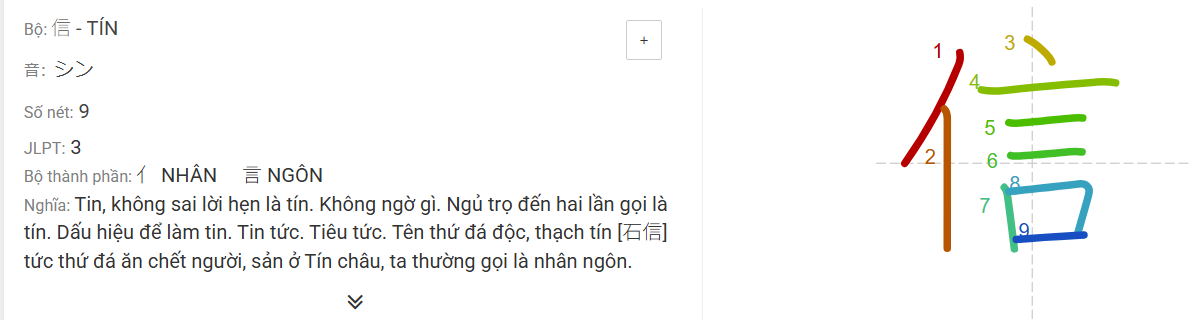 Bộ: 信 - TÍN
+
音: シン
Số nét: 9
JLPT: 3
Bộ thành phần: 亻 NHÂN 言 NGÔN
Nghĩa: Tin, không sai lời hẹn là tín. Không ngờ gì. Ngủ trọ đến hai lần gọi là
tín. Dấu hiệu để làm tin. Tin tức. Tiêu tức. Tên thứ đá độc, thạch tín [石信]
tức thứ đá ăn chết người, sản ở Tín châu, ta thường gọi là nhân ngôn.
信
1
2
3
4
5
6
7
8
9